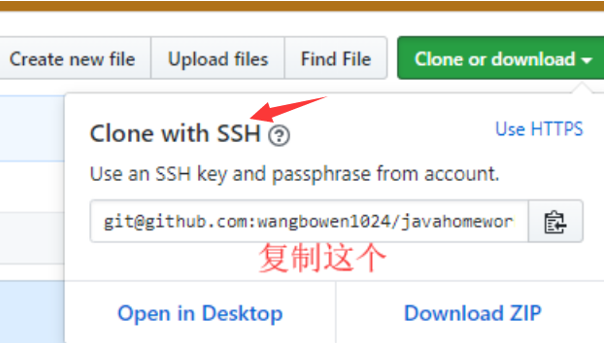 Create new file Upload files Find File Clone or download
Clone with SSH Use HTTPS
Use an SSH key and passphrase from account.
git@github.com:wangbowen1024/javahomewor
复制这个
Open in Desktop Download ZIP